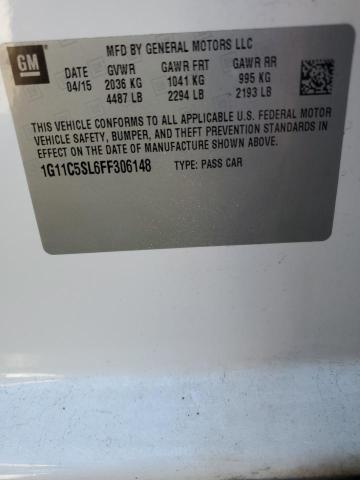 GM
MFD BY GENERAL MOTORS LLC
DATE GVWR GAWR FRT GAWR RR
04/15 2036 KG 1041 KG 995 KG
4487 LB 2294 LB 2193 LB
THIS VEHICLE CONFORMS TO ALL APPLICABLE U.S. FEDERAL MOTOR
VEHICLE SAFETY, BUMPER, AND THEFT PREVENTION STANDARDS IN
EFFECT ON THE DATE OF MANUFACTURE SHOWN ABOVE.
1G11C5SL6FF306148 TYPE: PASS CAR